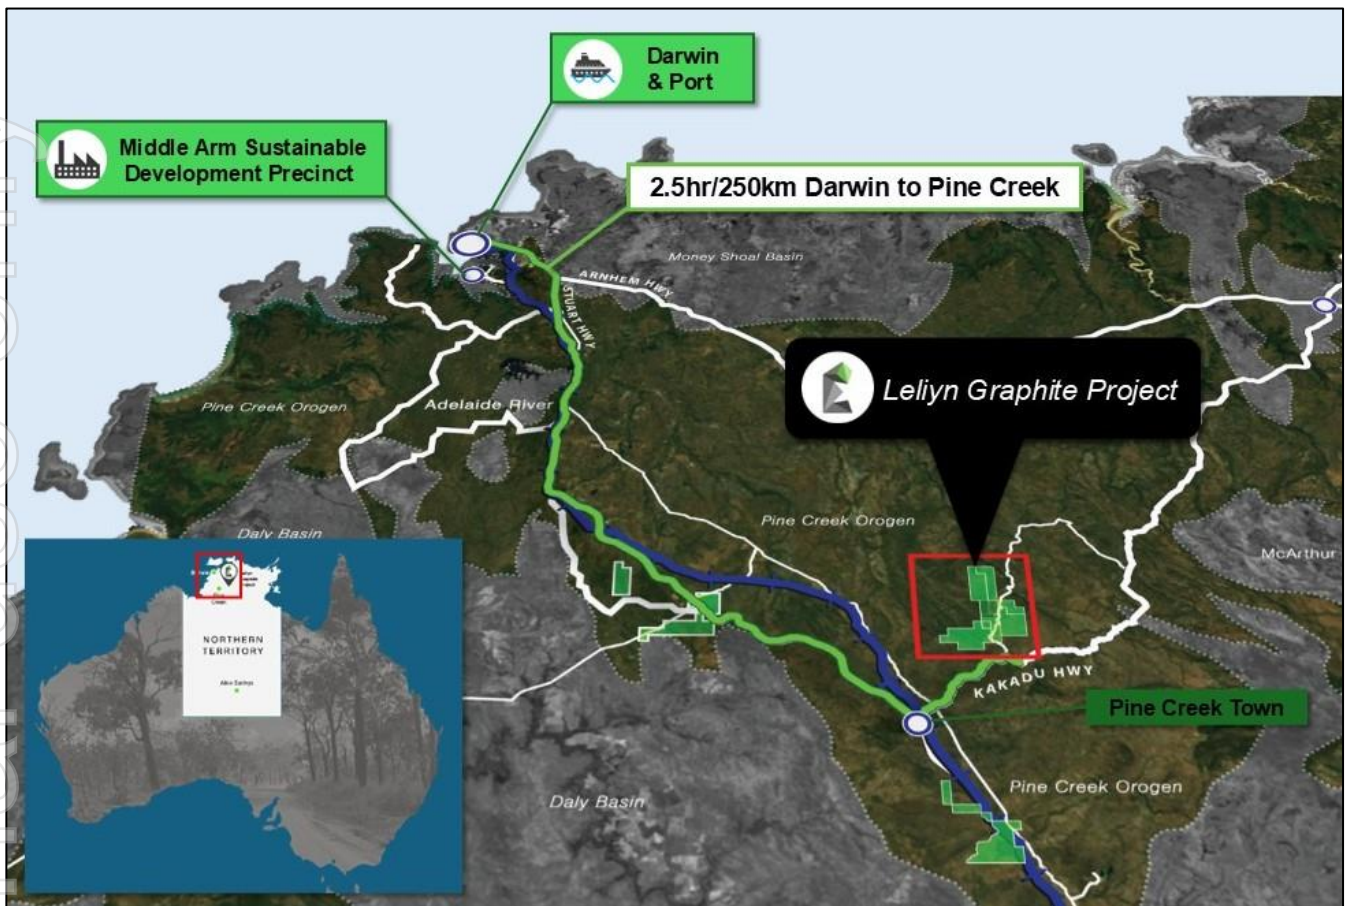 Darwin
& Port
Middle Arm Sustainable
Development Precinct
2.5hr/250km Darwin to Pine Creek
Money Shoal Basin
ARNHEM HWY
STUART HWY
Leliyn Graphite Project
Pine Creek Orogen
Adelaide River
Pine Creek Orogen
Daly Basin
McArthur
KAKADU HWY
Pine Creek Town
Pine Creek Orogen
Daly Basin
NORTHERN
TERRITORY
Alice Springs